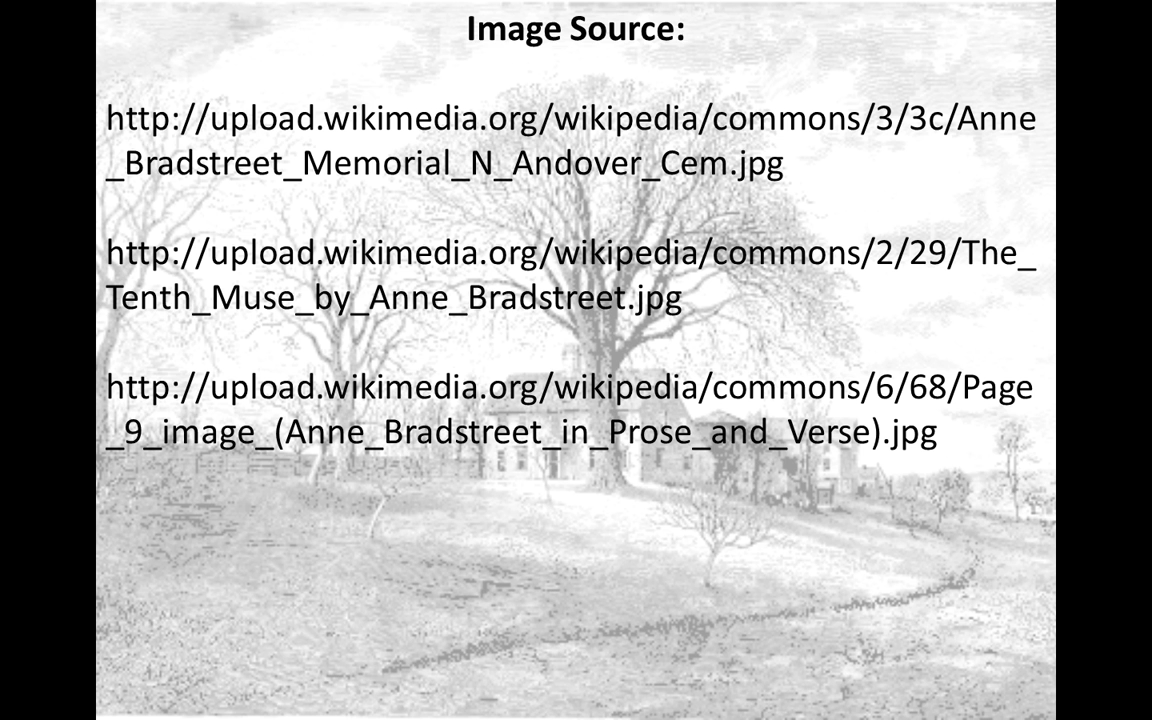 Image Source:
http://upload.wikimedia.org/wikipedia/commons/3/3c/Anne
_Bradstreet_Memorial_N_Andover_Cem.jpg
http://upload.wikimedia.org/wikipedia/commons/2/29/The_
Tenth_Muse_by_Anne_Bradstreet.jpg
http://upload.wikimedia.org/wikipedia/commons/6/68/Page
_9_image_(Anne_Bradstreet_in_Prose_and_Verse).jpg